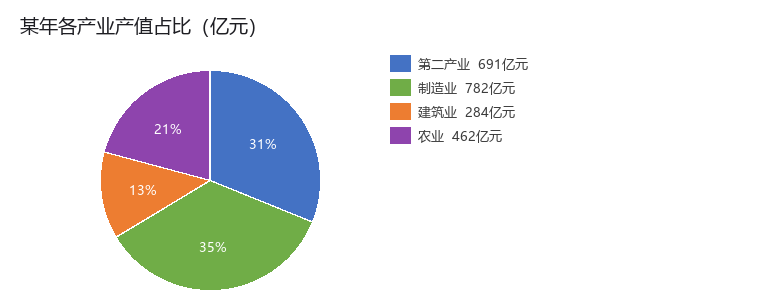 某年各产业产值占比（亿元）
第二产业 691亿元
制造业 782亿元
建筑业 284亿元
农业 462亿元
31%
35%
13%
21%